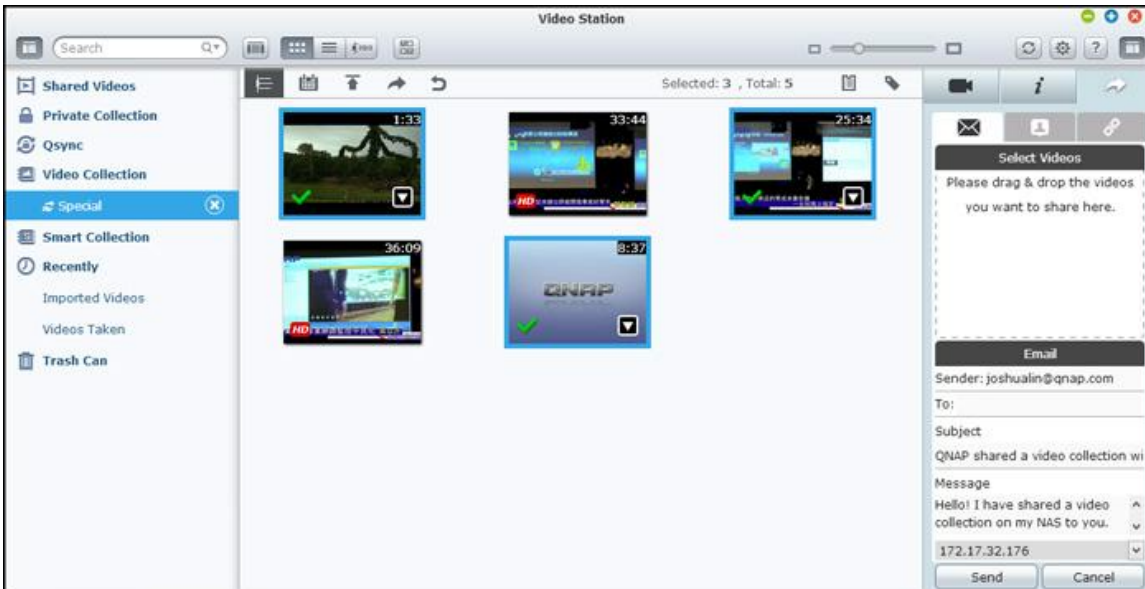 Video Station
Search
Selected: 3 , Total: 5
Shared Videos
Private Collection
Qsync
Video Collection
Special
Smart Collection
Recently
Imported Videos
Videos Taken
Trash Can
1:33
33:44
HD
25:34
36:09
HD
8:37
QNAP
Select Videos
Please drag & drop the videos
you want to share here.
Email
Sender: joshualin@qnap.com
To:
Subject
QNAP shared a video collection wi
Message
Hello! I have shared a video
collection on my NAS to you.
172.17.32.176
Send
Cancel